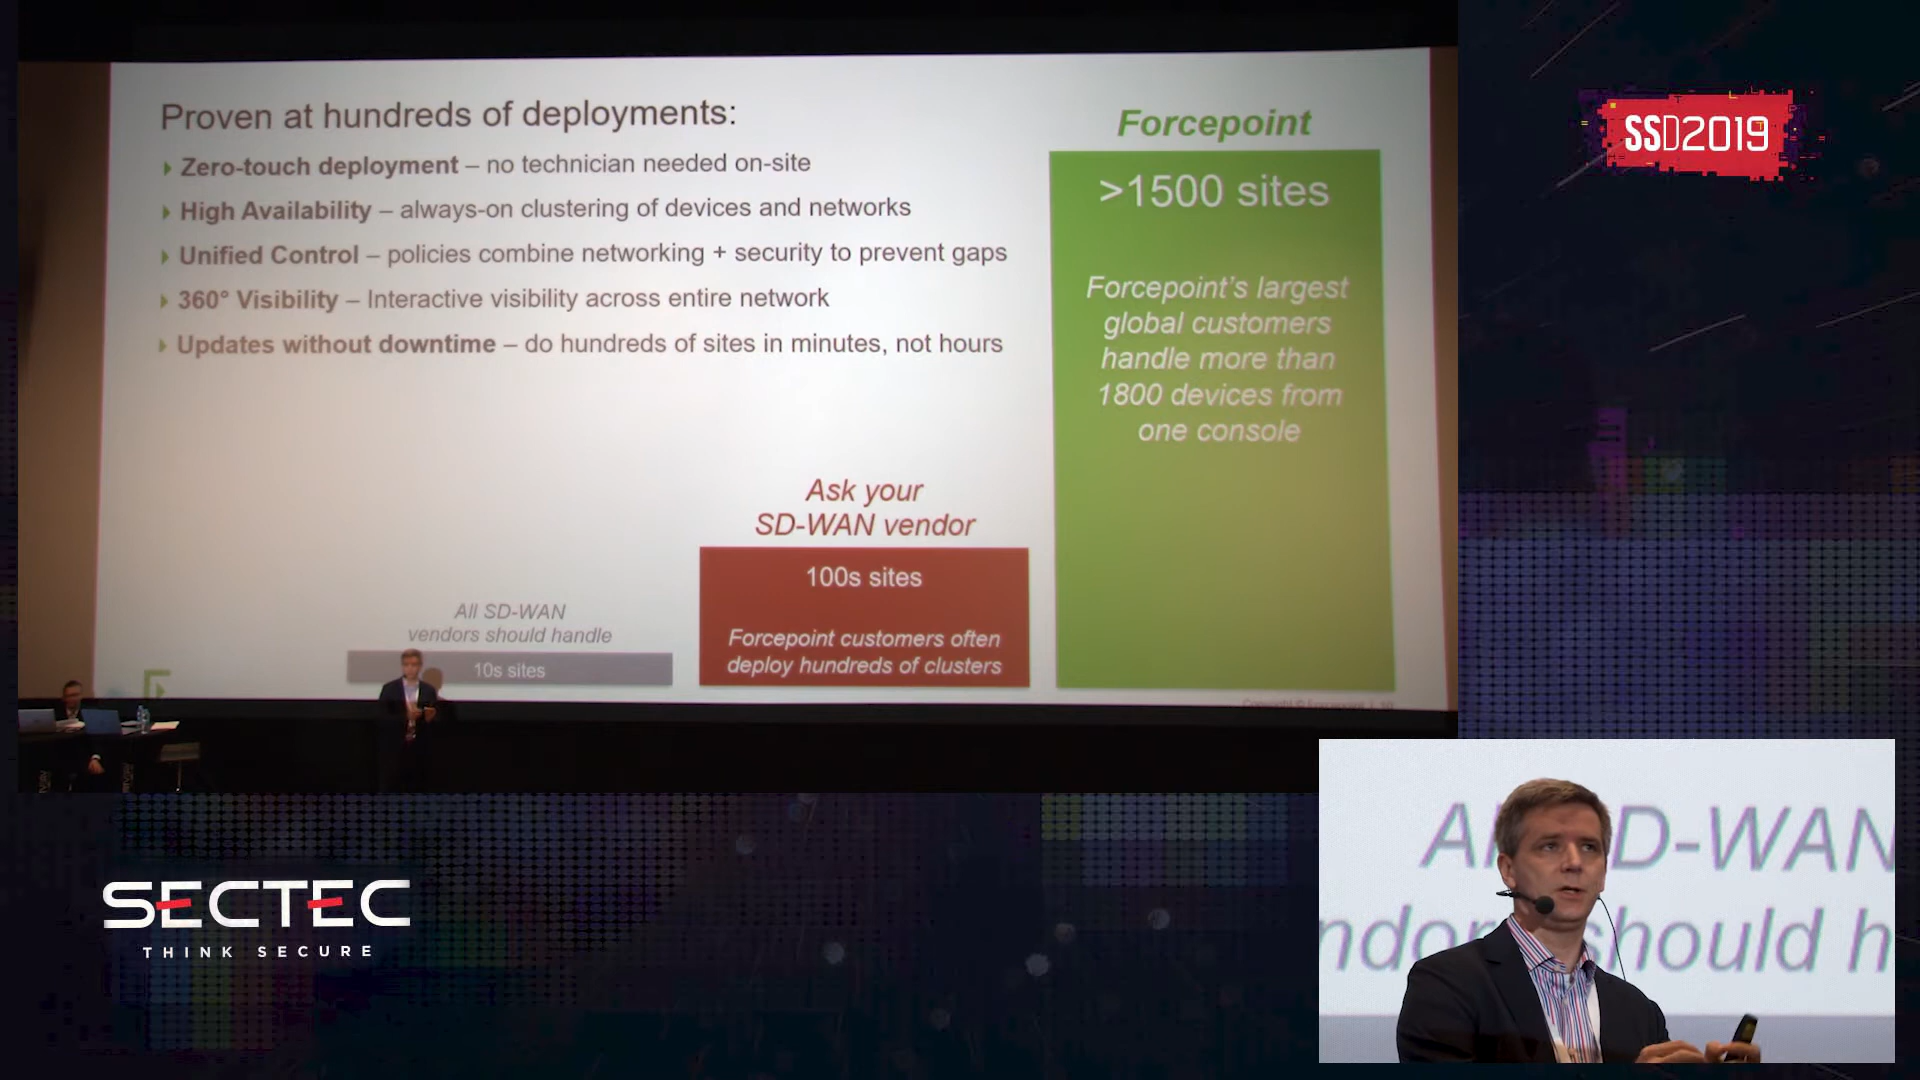 Proven at hundreds of deployments:
Zero-touch deployment – no technician needed on-site
High Availability – always-on clustering of devices and networks
Unified Control – policies combine networking + security to prevent gaps
360° Visibility – Interactive visibility across entire network
Updates without downtime – do hundreds of sites in minutes, not hours
All SD-WAN
vendors should handle
10s sites
Ask your
SD-WAN vendor
100s sites
Forcepoint customers often
deploy hundreds of clusters
Forcepoint
>1500 sites
Forcepoint's largest
global customers
handle more than
1800 devices from
one console
SSD2019
SECTEC
THINK SECURE
D-WAN
should h